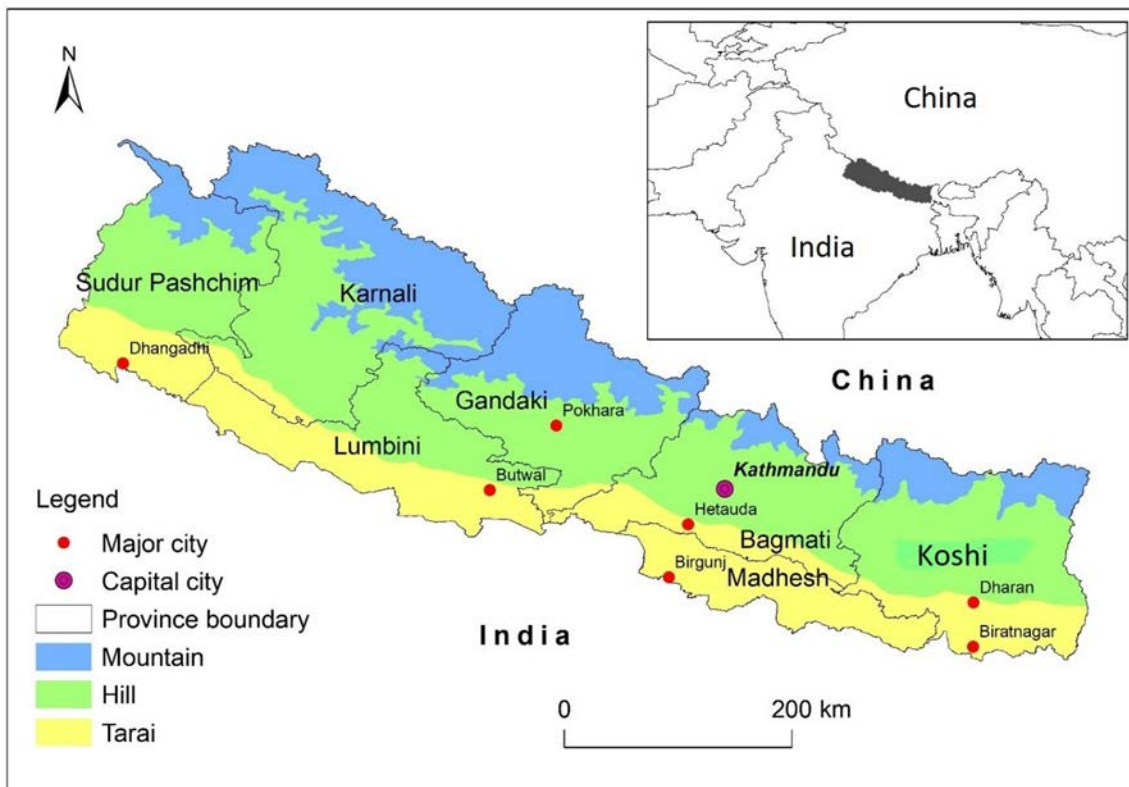 N
China
India
Sudur Pashchim
Karnali
Dhangadhi
China
Gandaki
Pokhara
Lumbini
Kathmandu
Butwal
Hetauda
Bagmati
Koshi
Birgunj
Madhesh
Dharan
Biratnagar
India
Legend
Major city
Capital city
Province boundary
Mountain
Hill
Tarai
0 200 km